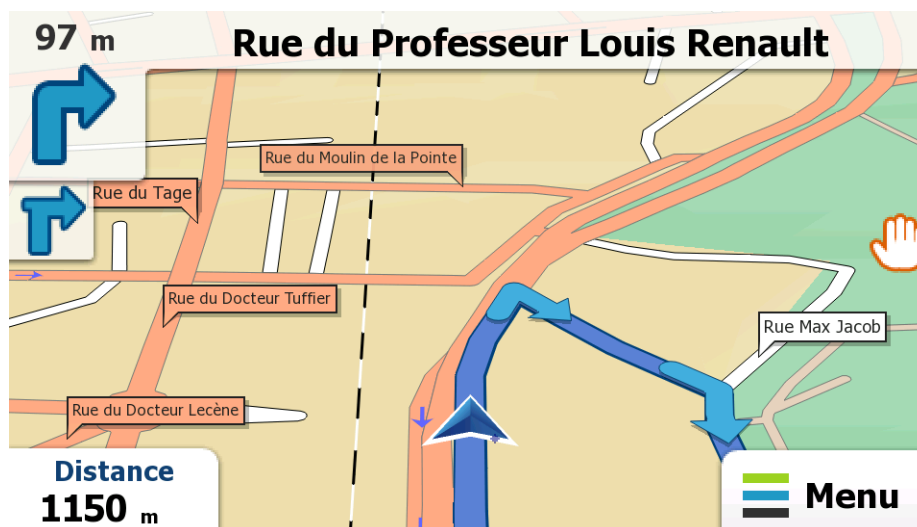 97 m
Rue du Professeur Louis Renault
Rue du Moulin de la Pointe
Rue du Tage
Rue du Docteur Tuffier
Rue Max Jacob
Rue du Docteur Lecène
Distance
1150 m
Menu